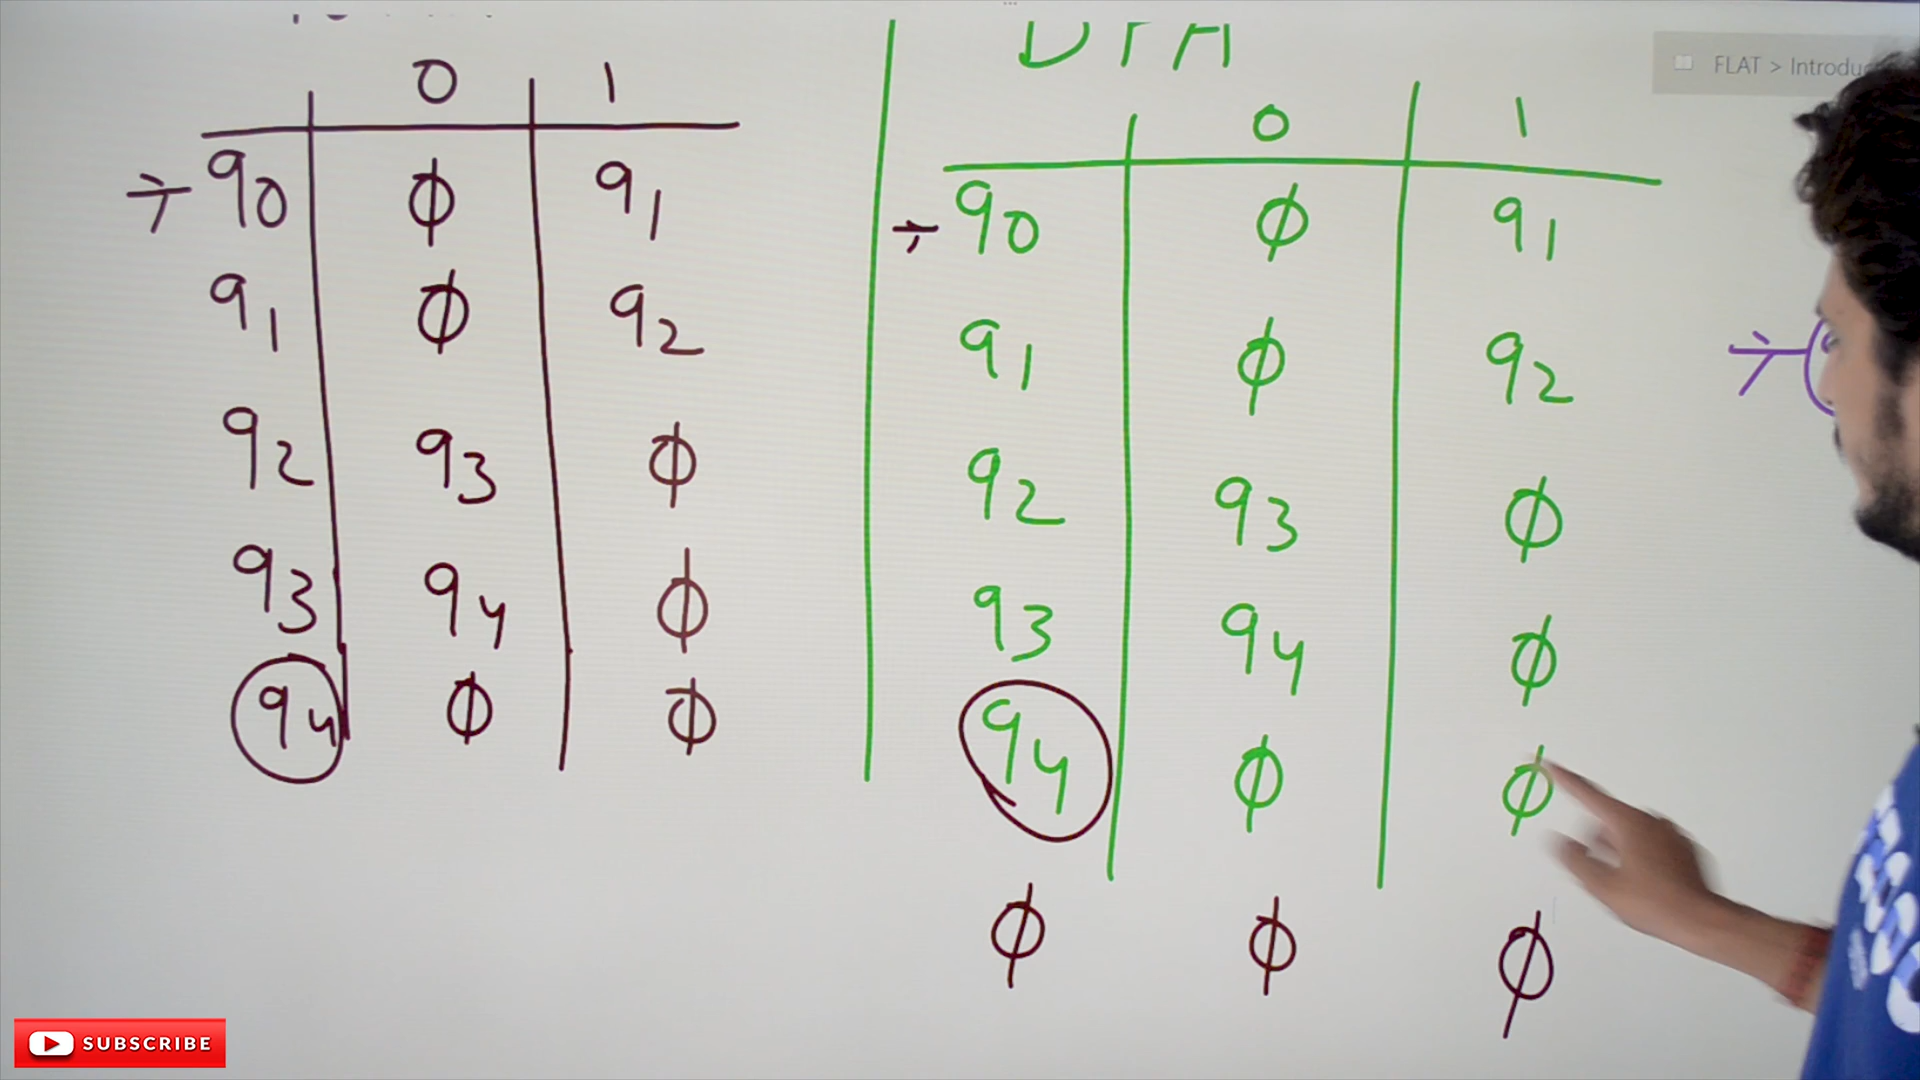 DFA
FLAT > Introduc
0 1
0 1
→ q0 φ q1
q1 φ q2
q2 q3 φ
q3 q4 φ
q4 φ φ
→ q0 φ q1
q1 φ q2
q2 q3 φ
q3 q4 φ
q4 φ φ
φ φ φ
SUBSCRIBE